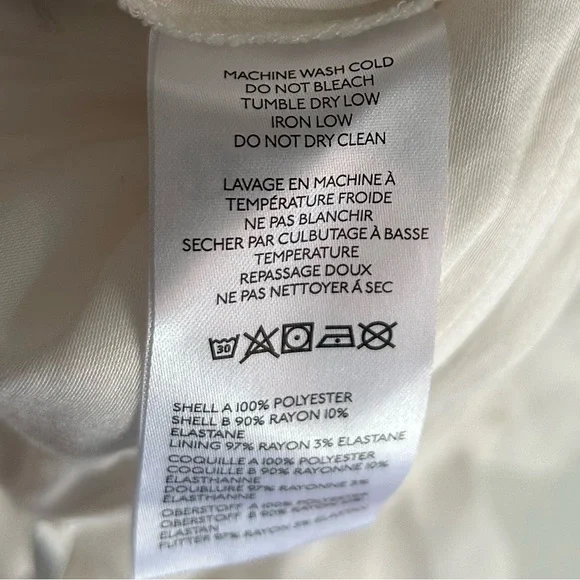 MACHINE WASH COLD
DO NOT BLEACH
TUMBLE DRY LOW
IRON LOW
DO NOT DRY CLEAN
LAVAGE EN MACHINE À
TEMPÉRATURE FROIDE
NE PAS BLANCHIR
SECHER PAR CULBUTAGE À BASSE
TEMPERATURE
REPASSAGE DOUX
NE PAS NETTOYER Á SEC
30
SHELL A 100% POLYESTER
SHELL B 90% RAYON 10%
ELASTANE
LINING 97% RAYON 3% ELASTANE
COQUILLE A 100% POLYESTER
COQUILLE B 90% RAYONNE 10%
ÉLASTHANNE
DOUBLURE 97% RAYONNE 3%
ÉLASTHANNE
OBERSTOFF A 100% POLYESTER
OBERSTOFF B 90% RAYON 10%
ELASTAN
FUTTER 97% RAYON 3% ELASTAN